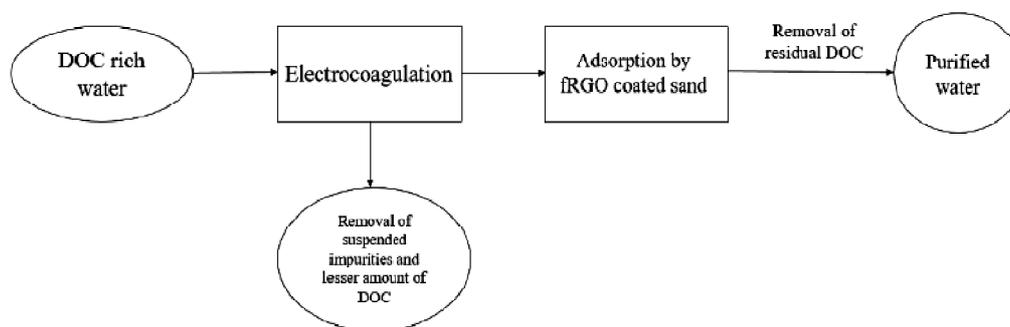 DOC rich
water
Electrocoagulation
Adsorption by
fRGO coated sand
Removal of
residual DOC
Purified
water
Removal of
suspended
impurities and
lesser amount of
DOC